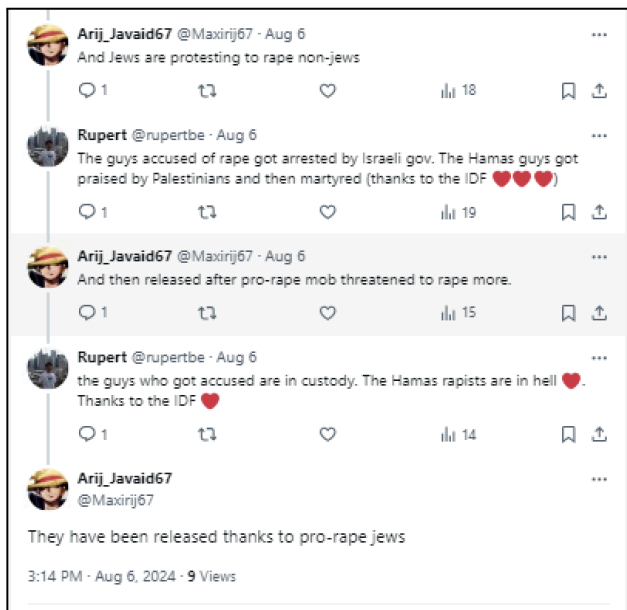 Arij_Javaid67 @Maxirij67 · Aug 6
And Jews are protesting to rape non-jews
1 18
Rupert @rupertbe · Aug 6
The guys accused of rape got arrested by Israeli gov. The Hamas guys got
praised by Palestinians and then martyred (thanks to the IDF ❤️❤️❤️)
1 19
Arij_Javaid67 @Maxirij67 · Aug 6
And then released after pro-rape mob threatened to rape more.
1 15
Rupert @rupertbe · Aug 6
the guys who got accused are in custody. The Hamas rapists are in hell ❤️.
Thanks to the IDF ❤️
1 14
Arij_Javaid67
@Maxirij67
They have been released thanks to pro-rape jews
3:14 PM · Aug 6, 2024 · 9 Views